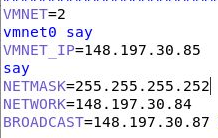 VMNET=2
vmnet0 say
VMNET_IP=148.197.30.85
say
NETMASK=255.255.255.252
NETWORK=148.197.30.84
BROADCAST=148.197.30.87